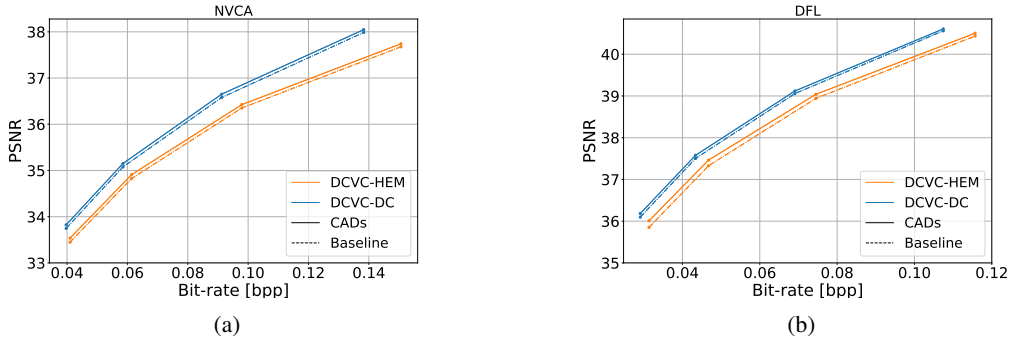 NVCA
38
37
36
35
34
33
PSNR
0.04 0.06 0.08 0.10 0.12 0.14
Bit-rate [bpp]
DCVC-HEM
DCVC-DC
CADs
Baseline
(a)
DFL
40
39
38
37
36
35
PSNR
0.04 0.06 0.08 0.10 0.12
Bit-rate [bpp]
DCVC-HEM
DCVC-DC
CADs
Baseline
(b)